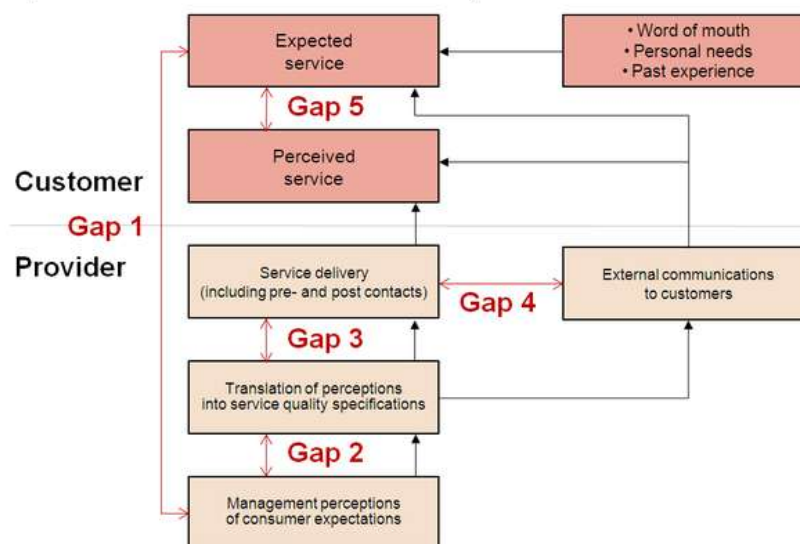 Expected
service
• Word of mouth
• Personal needs
• Past experience
Gap 5
Perceived
service
Customer
Gap 1
Provider
Service delivery
(including pre- and post contacts)
Gap 4
External communications
to customers
Gap 3
Translation of perceptions
into service quality specifications
Gap 2
Management perceptions
of consumer expectations